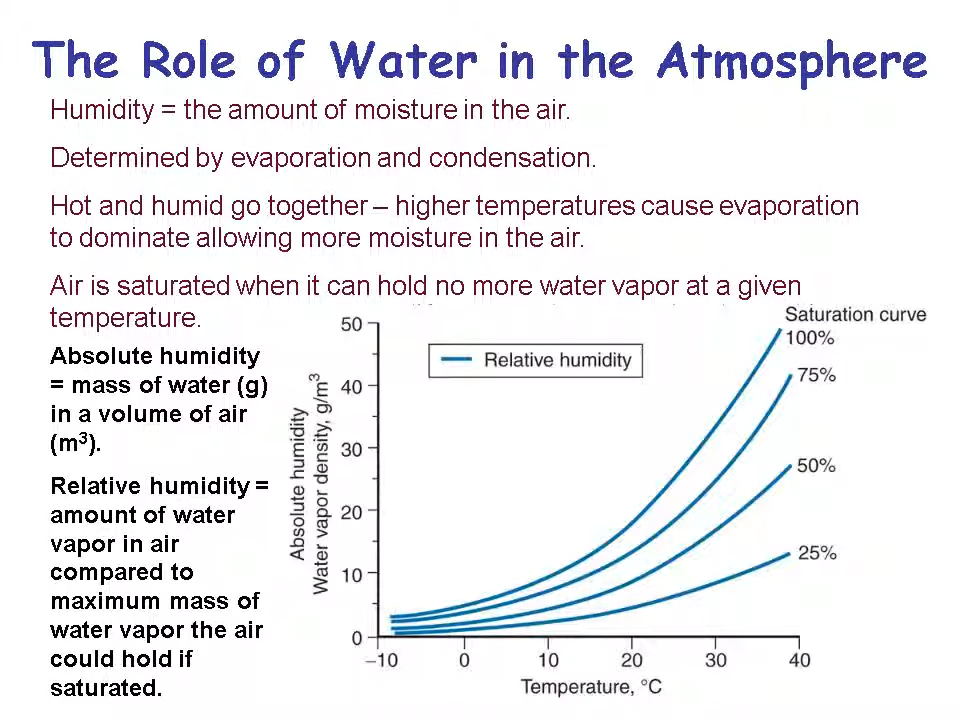 The Role of Water in the Atmosphere
Humidity = the amount of moisture in the air.
Determined by evaporation and condensation.
Hot and humid go together – higher temperatures cause evaporation
to dominate allowing more moisture in the air.
Air is saturated when it can hold no more water vapor at a given
temperature.
Absolute humidity
= mass of water (g)
in a volume of air
(m³).
Relative humidity =
amount of water
vapor in air
compared to
maximum mass of
water vapor the air
could hold if
saturated.
Absolute humidity
Water vapor density, g/m³
50
40
30
20
10
0
Relative humidity
Saturation curve
100%
75%
50%
25%
–10
0
10
20
30
40
Temperature, °C